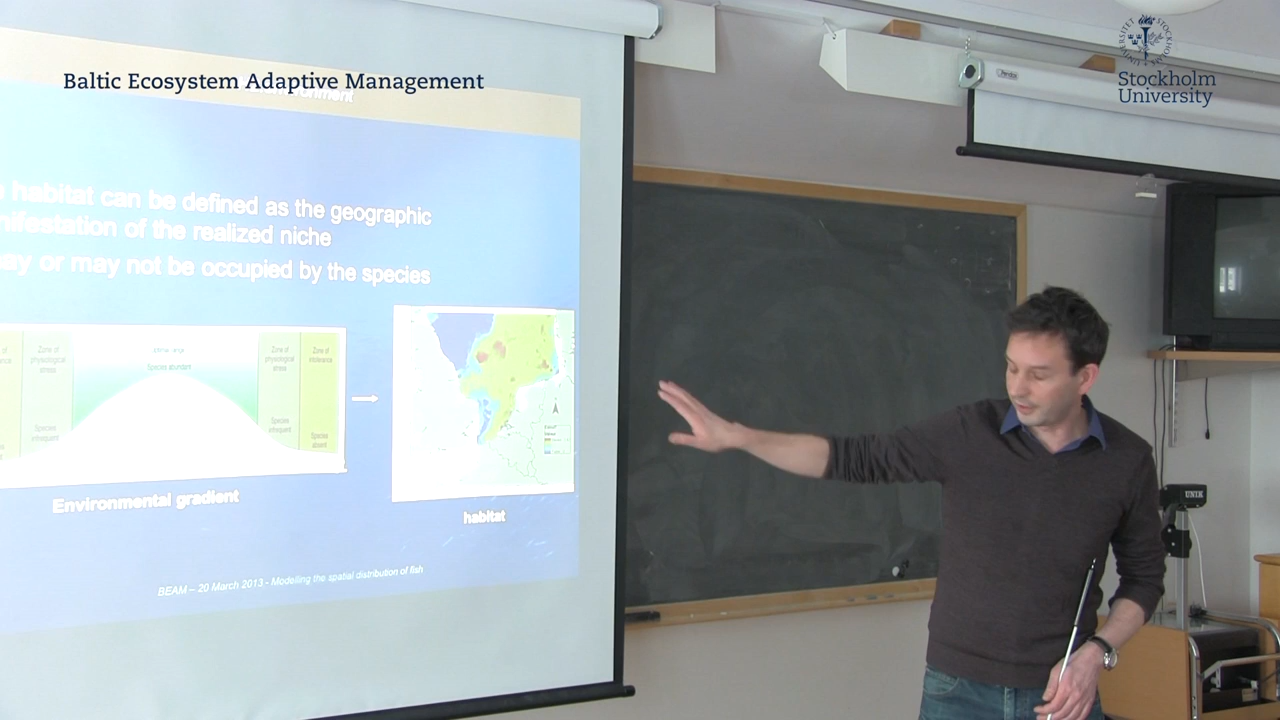 Baltic Ecosystem Adaptive Management
STOCKHOLM
Stockholm
University
habitat can be defined as the geographic
of the realized niche
or may not be occupied by the species
Zone of
physiological
stress
Species abundant
Zone of
physiological
stress
Zone of
intolerance
Species
infrequent
Species
infrequent
Species
absent
Environmental gradient
habitat
BEAM – 20 March 2013 - Modelling the spatial distribution of fish
UNIK